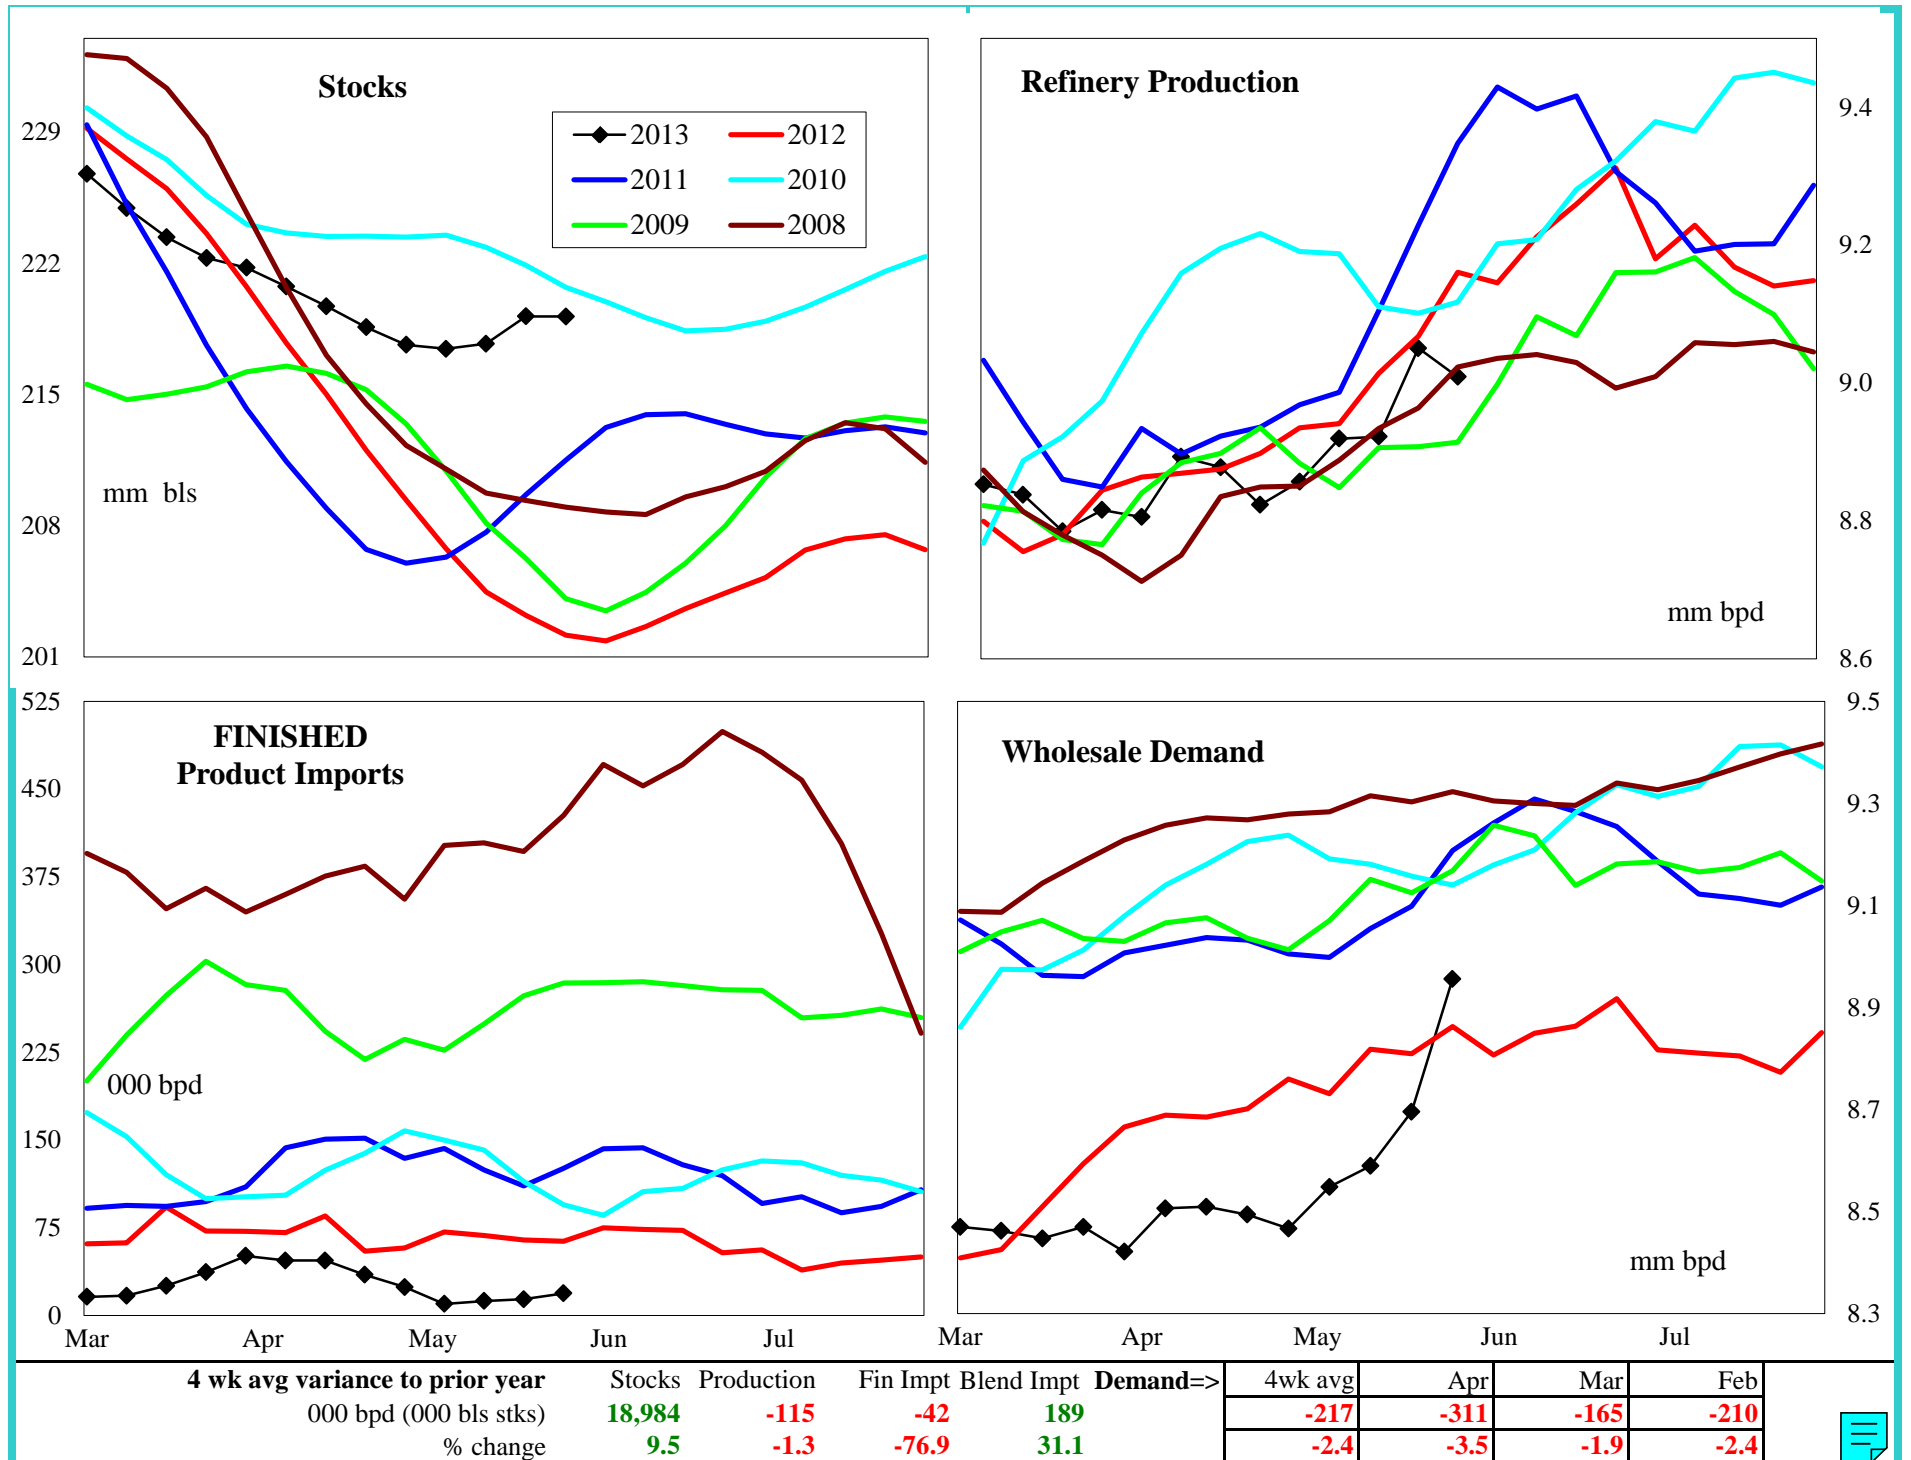 Stocks
229
222
215
208
201
mm bls
2013
2012
2011
2010
2009
2008
Refinery Production
9.4
9.2
9.0
8.8
8.6
mm bpd
FINISHED
Product Imports
525
450
375
300
225
150
75
0
000 bpd
Mar Apr May Jun Jul
Wholesale Demand
9.5
9.3
9.1
8.9
8.7
8.5
8.3
mm bpd
Mar Apr May Jun Jul
4 wk avg variance to prior year Stocks Production Fin Impt Blend Impt Demand=> 4wk avg Apr Mar Feb
000 bpd (000 bls stks) 18,984 -115 -42 189 -217 -311 -165 -210
% change 9.5 -1.3 -76.9 31.1 -2.4 -3.5 -1.9 -2.4